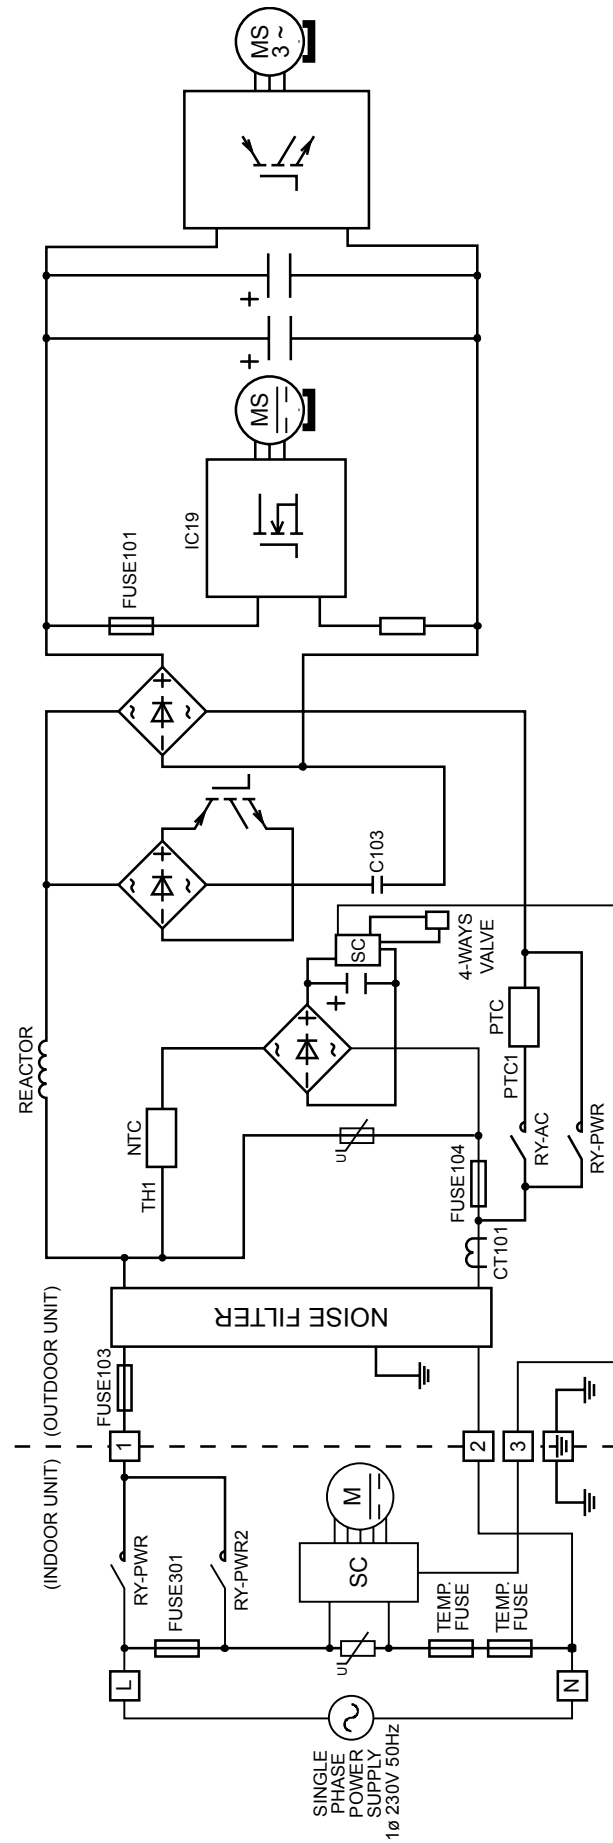 MS
3 ~
+
+
MS
IC19
FUSE101
~
+
−
~
~
+
−
~
C103
SC
4-WAYS
VALVE
+
~
+
−
~
REACTOR
NTC
TH1
U
PTC
PTC1
RY-AC
RY-PWR
FUSE104
CT101
NOISE FILTER
(OUTDOOR UNIT)
FUSE103
1
2
3
(INDOOR UNIT)
RY-PWR
FUSE301
RY-PWR2
M
SC
TEMP.
FUSE
TEMP.
FUSE
U
L
N
SINGLE
PHASE
POWER
SUPPLY
1ø 230V 50Hz